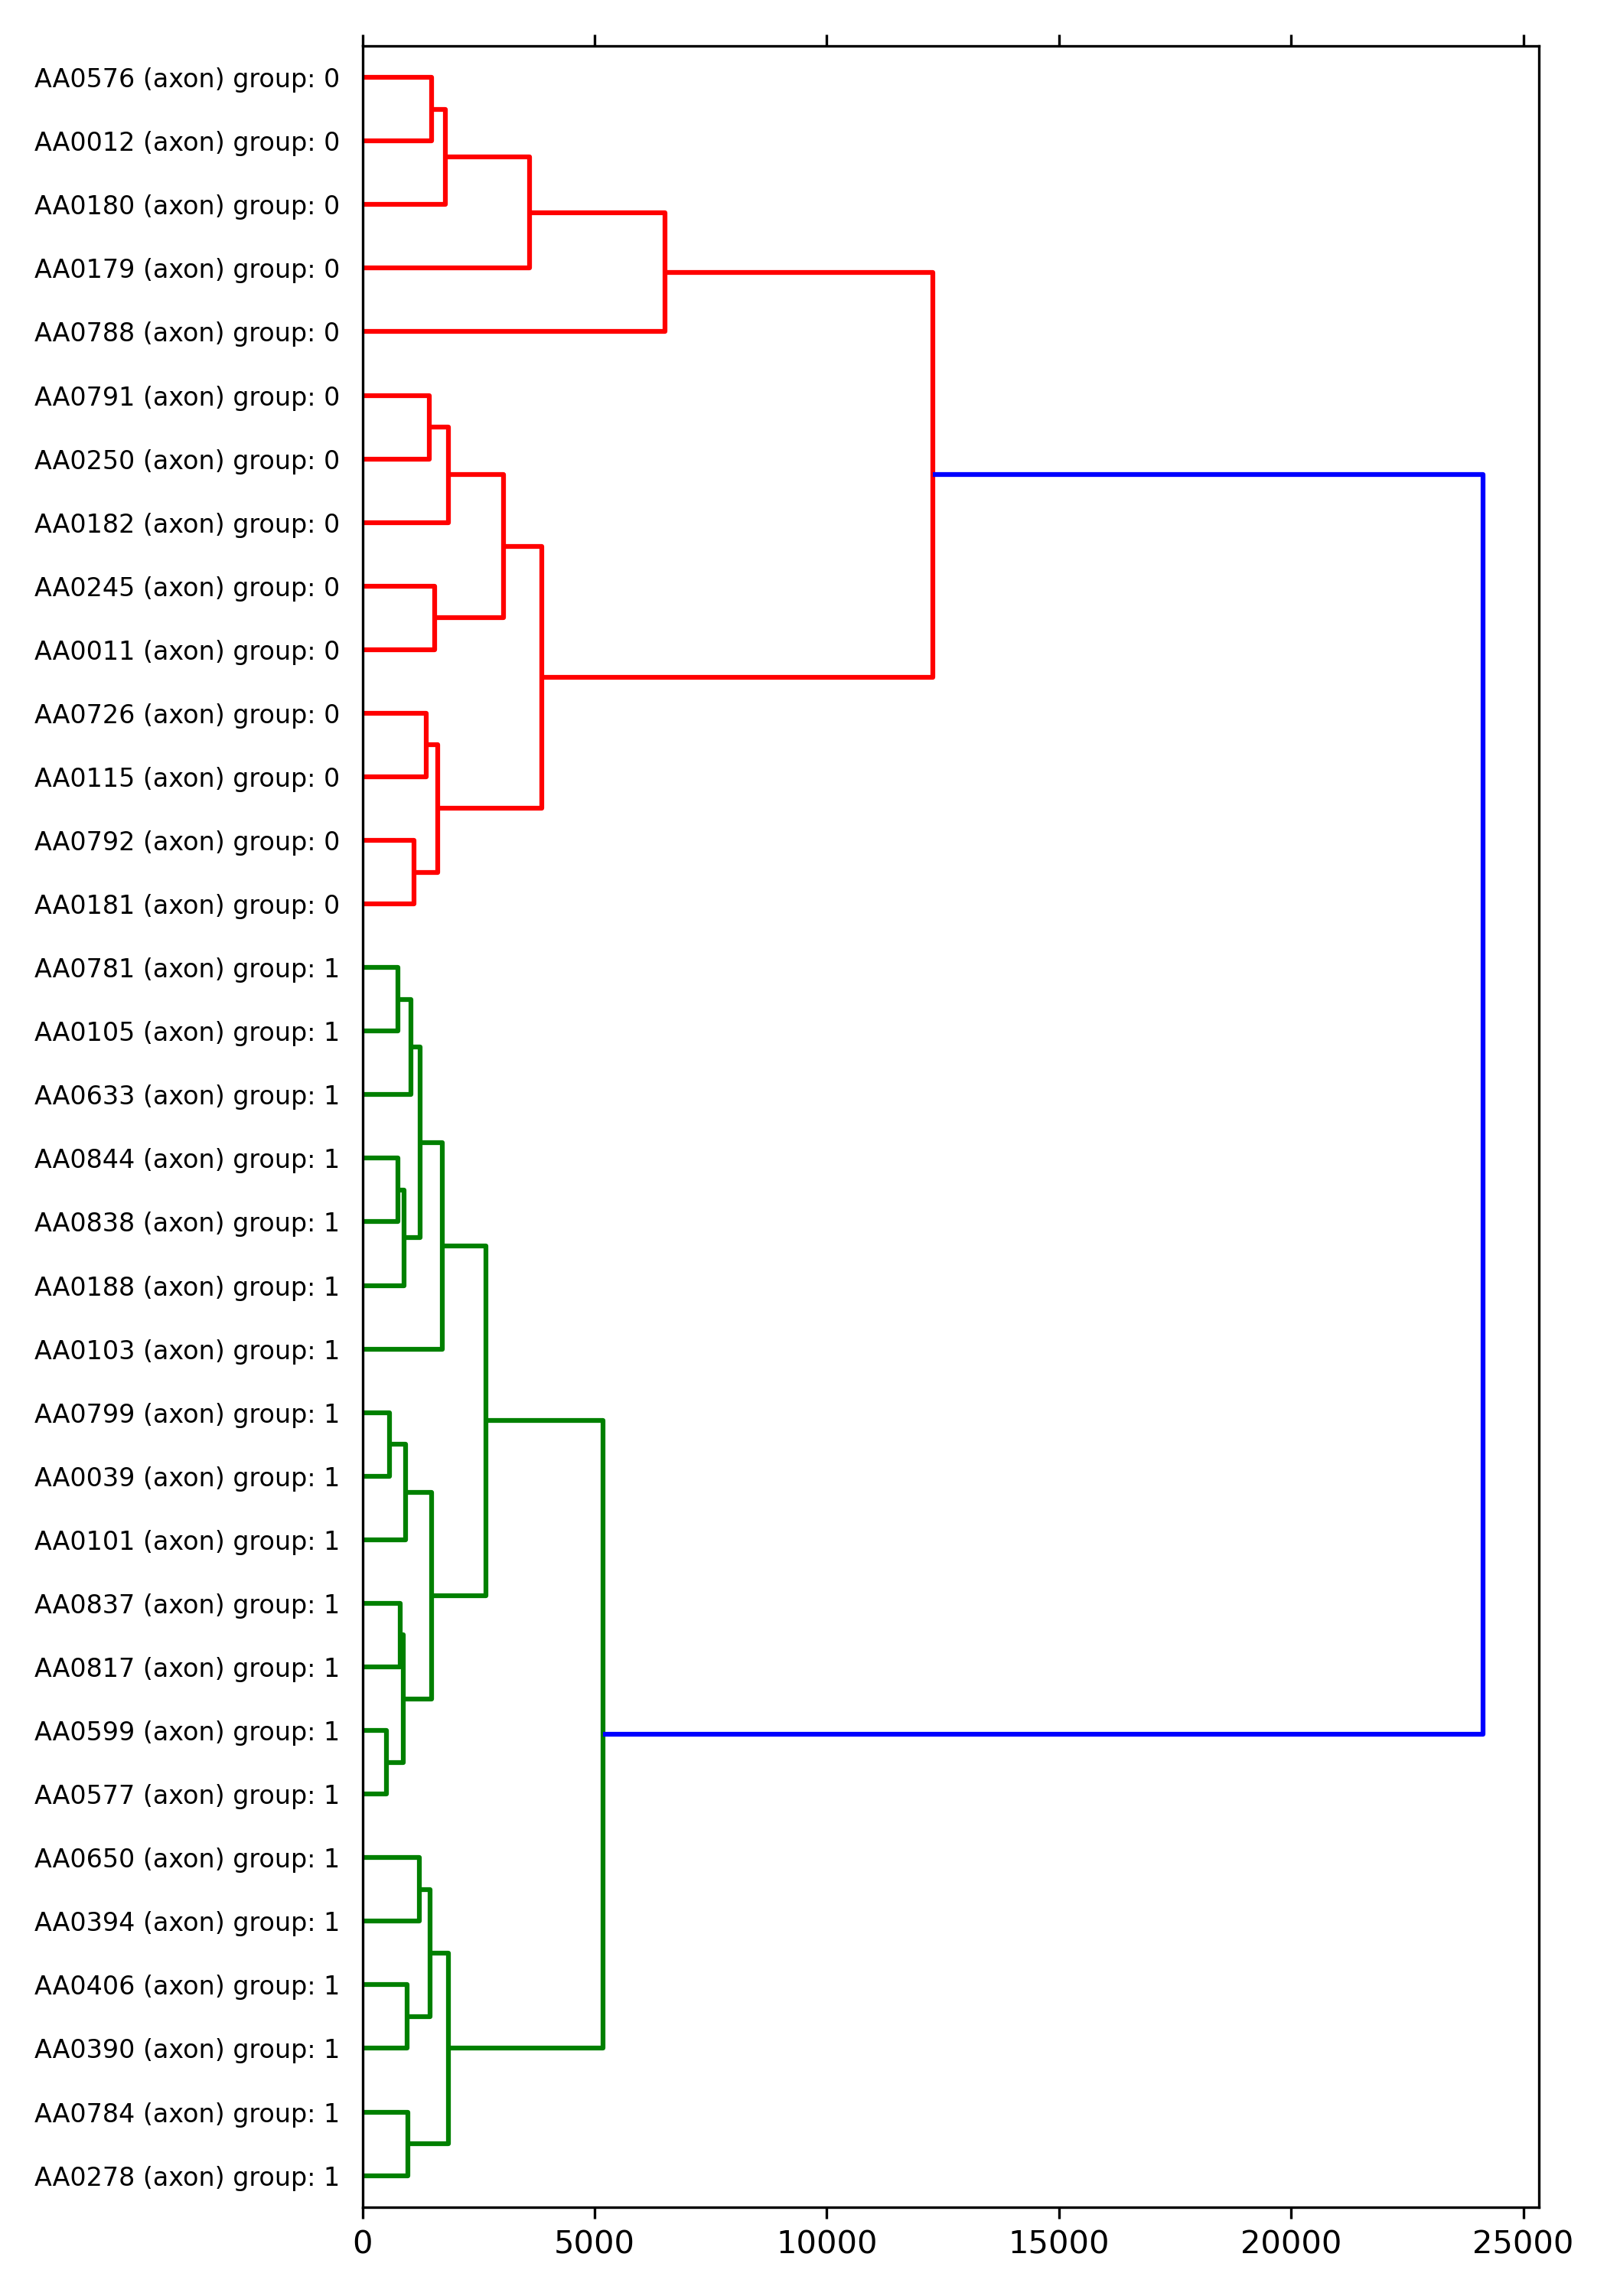 AA0576 (axon) group: 0
AA0012 (axon) group: 0
AA0180 (axon) group: 0
AA0179 (axon) group: 0
AA0788 (axon) group: 0
AA0791 (axon) group: 0
AA0250 (axon) group: 0
AA0182 (axon) group: 0
AA0245 (axon) group: 0
AA0011 (axon) group: 0
AA0726 (axon) group: 0
AA0115 (axon) group: 0
AA0792 (axon) group: 0
AA0181 (axon) group: 0
AA0781 (axon) group: 1
AA0105 (axon) group: 1
AA0633 (axon) group: 1
AA0844 (axon) group: 1
AA0838 (axon) group: 1
AA0188 (axon) group: 1
AA0103 (axon) group: 1
AA0799 (axon) group: 1
AA0039 (axon) group: 1
AA0101 (axon) group: 1
AA0837 (axon) group: 1
AA0817 (axon) group: 1
AA0599 (axon) group: 1
AA0577 (axon) group: 1
AA0650 (axon) group: 1
AA0394 (axon) group: 1
AA0406 (axon) group: 1
AA0390 (axon) group: 1
AA0784 (axon) group: 1
AA0278 (axon) group: 1
0 5000 10000 15000 20000 25000